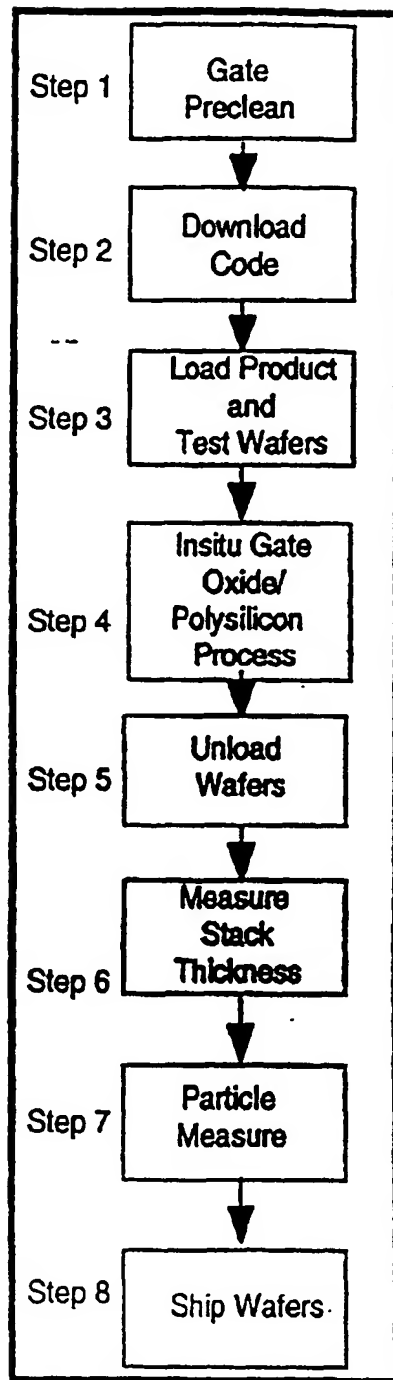 Step 1
Gate
Preclean
Step 2
Download
Code
Step 3
Load Product
and
Test Wafers
Step 4
Insitu Gate
Oxide/
Polysilicon
Process
Step 5
Unload
Wafers
Step 6
Measure
Stack
Thickness
Step 7
Particle
Measure
Step 8
Ship Wafers